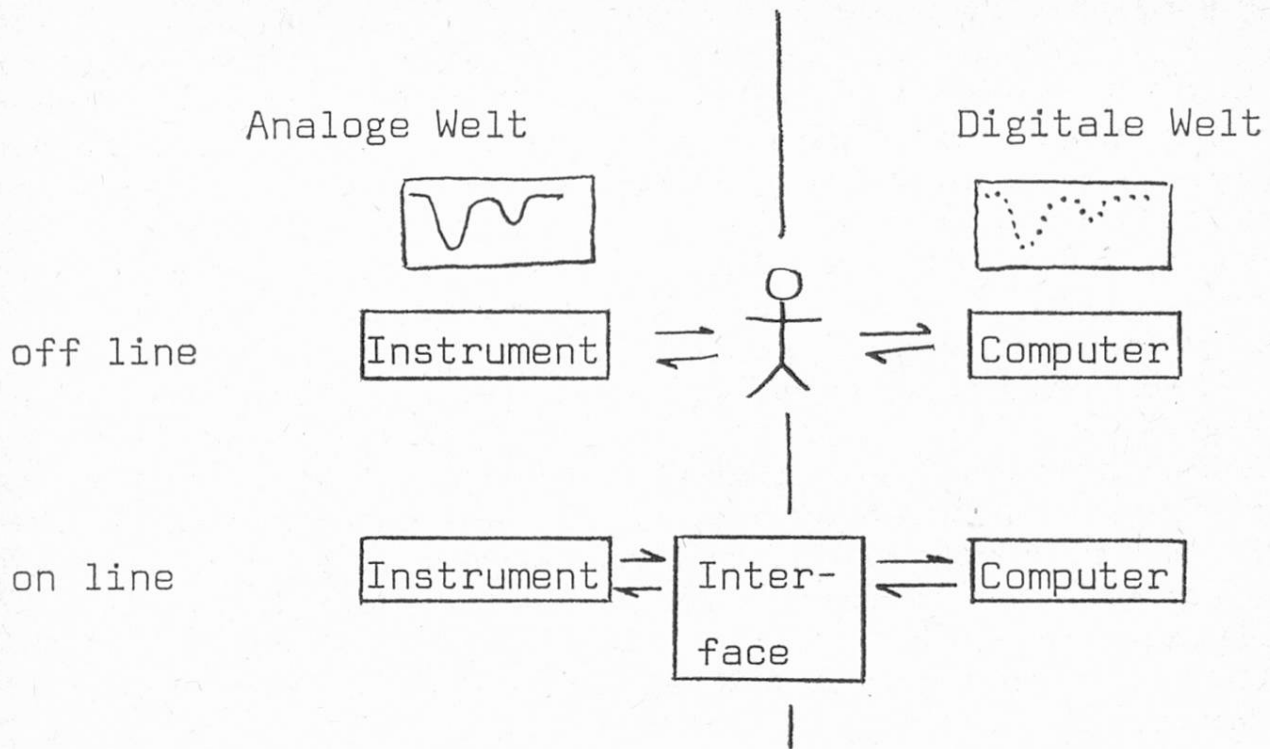 Analoge Welt
Digitale Welt
off line
Instrument
Computer
on line
Instrument
Inter-
face
Computer